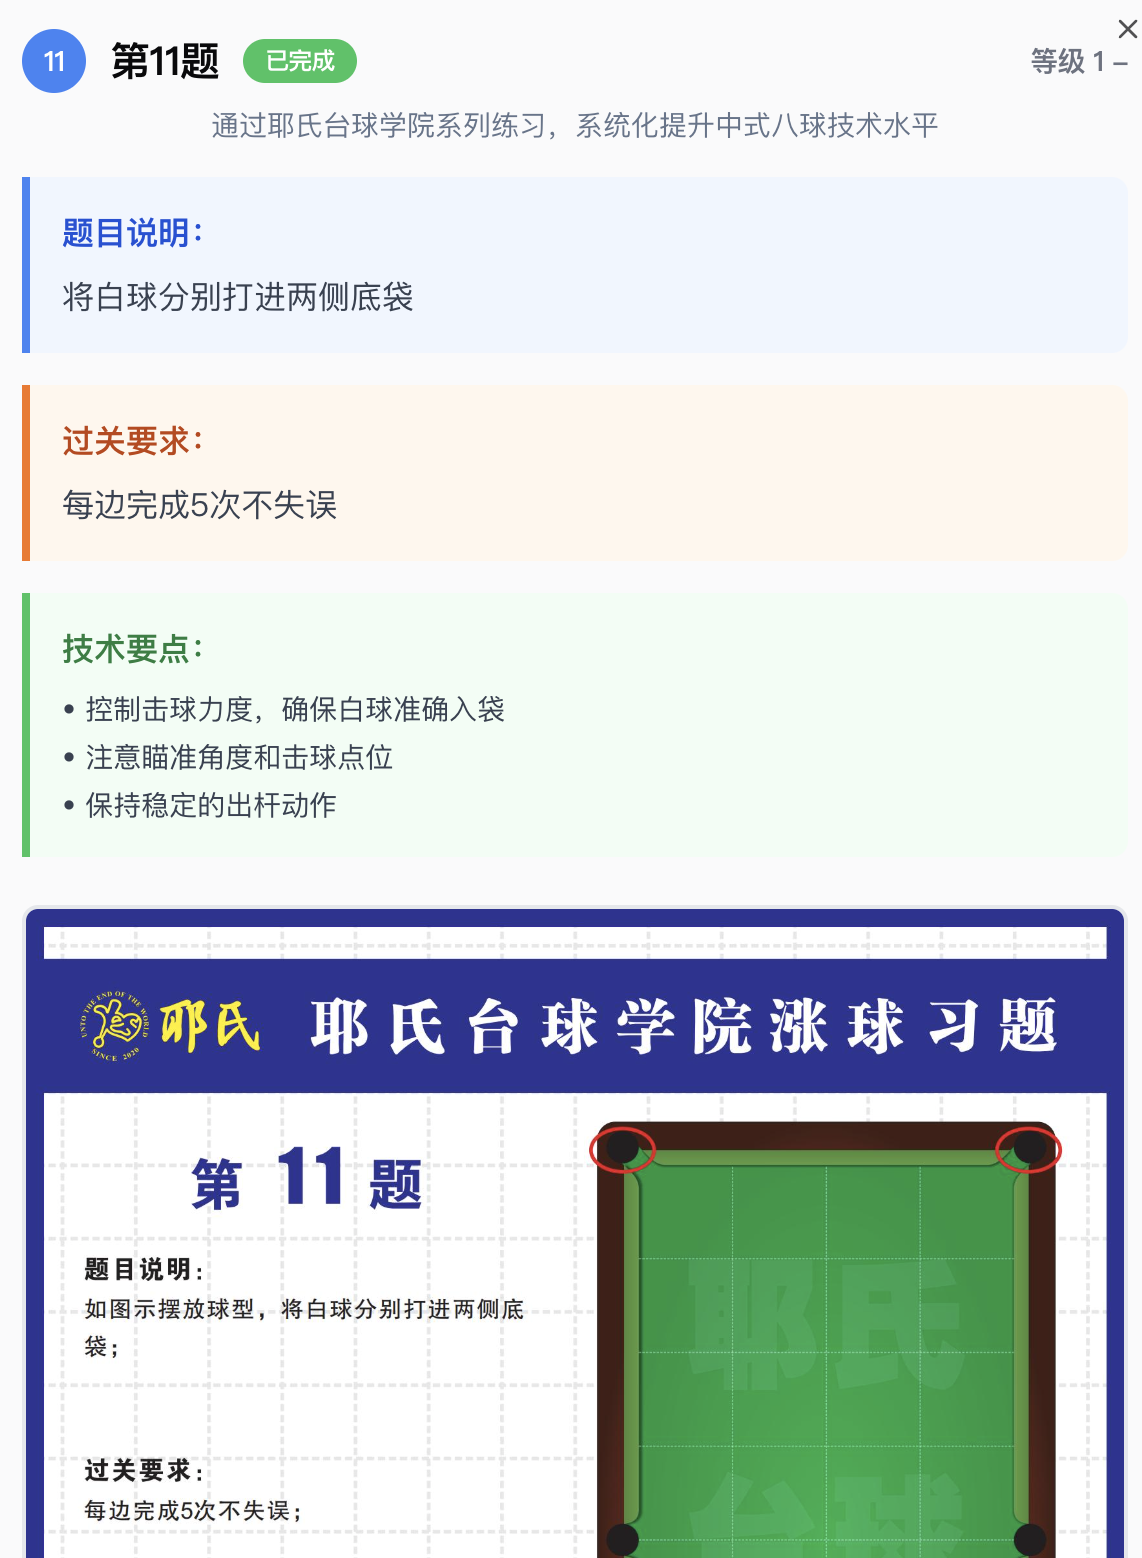 11 第11题 已完成 等级 1 –
通过耶氏台球学院系列练习，系统化提升中式八球技术水平
题目说明：
将白球分别打进两侧底袋
过关要求：
每边完成5次不失误
技术要点：
• 控制击球力度，确保白球准确入袋
• 注意瞄准角度和击球点位
• 保持稳定的出杆动作
UNTO THE END OF THE WORLD
SINCE 2020
耶氏 耶氏台球学院涨球习题
第 11 题
题目说明：
如图示摆放球型，将白球分别打进两侧底
袋；
过关要求：
每边完成5次不失误；
耶氏
台球